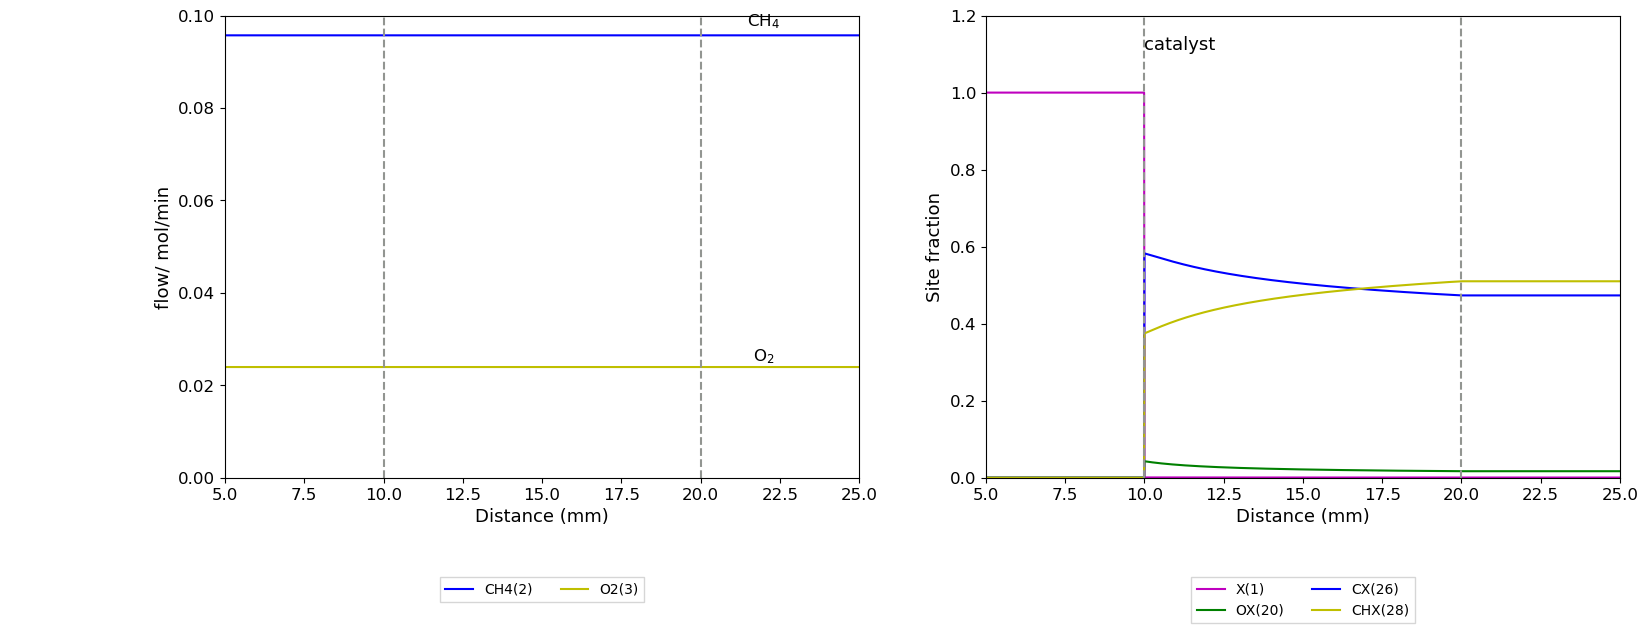 flow/ mol/min
0.10
0.08
0.06
0.04
0.02
0.00
CH₄
O₂
5.0 7.5 10.0 12.5 15.0 17.5 20.0 22.5 25.0
Distance (mm)
CH4(2) O2(3)
Site fraction
1.2
1.0
0.8
0.6
0.4
0.2
0.0
catalyst
5.0 7.5 10.0 12.5 15.0 17.5 20.0 22.5 25.0
Distance (mm)
X(1) CX(26)
OX(20) CHX(28)